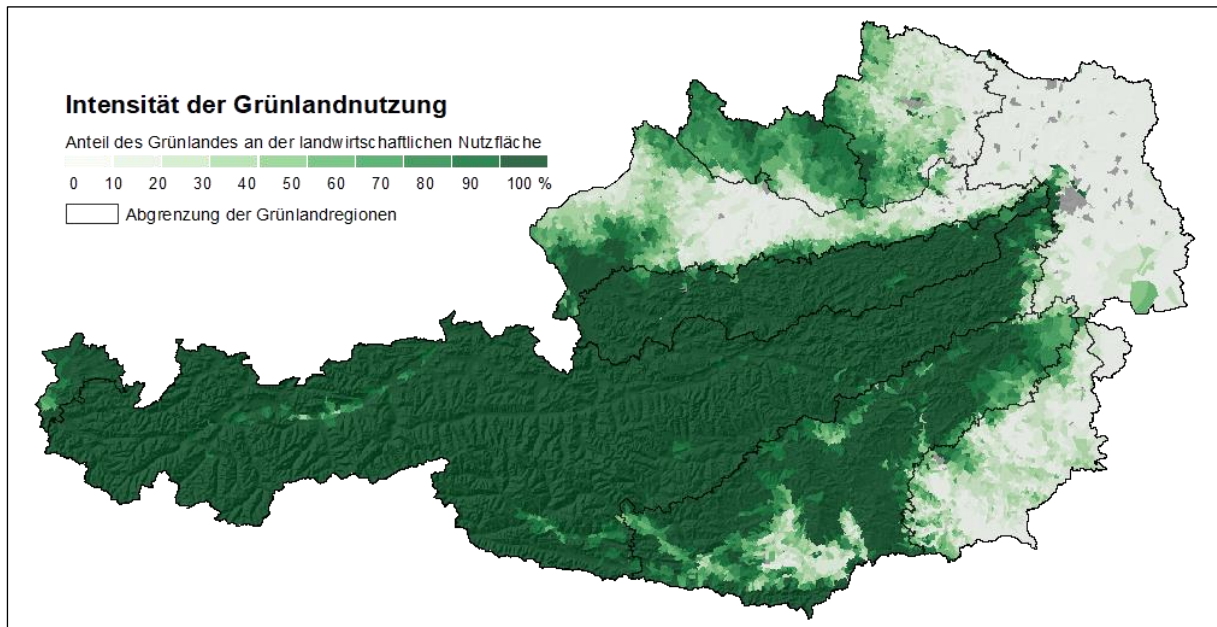 Intensität der Grünlandnutzung
Anteil des Grünlandes an der landwirtschaftlichen Nutzfläche
0 10 20 30 40 50 60 70 80 90 100 %
Abgrenzung der Grünlandregionen